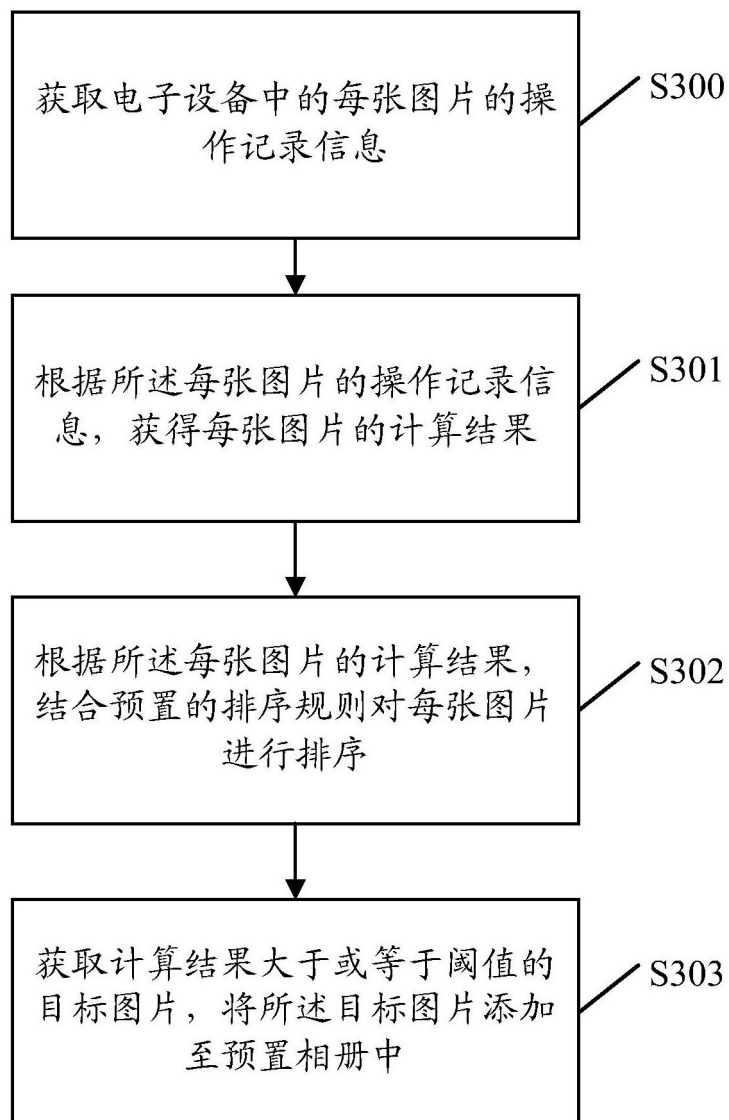 获取电子设备中的每张图片的操
作记录信息
S300
根据所述每张图片的操作记录信
息，获得每张图片的计算结果
S301
根据所述每张图片的计算结果，
结合预置的排序规则对每张图片
进行排序
S302
获取计算结果大于或等于阈值的
目标图片，将所述目标图片添加
至预置相册中
S303